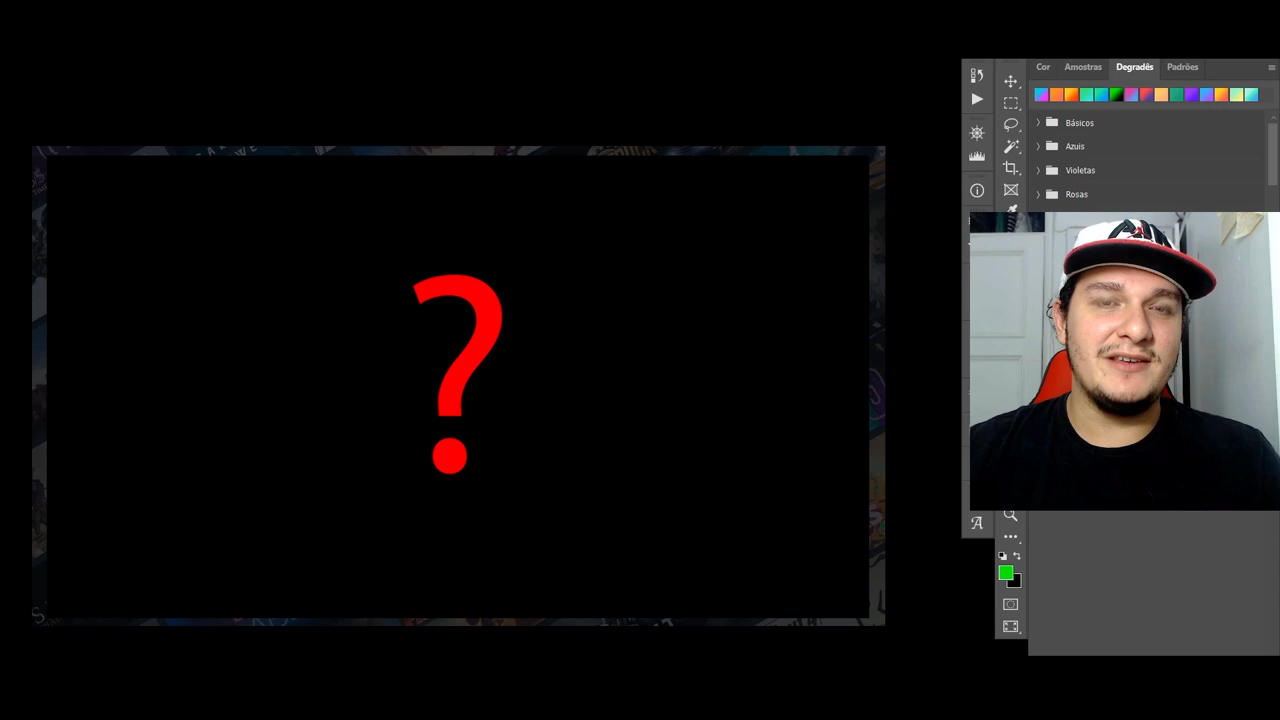 ?
Cor Amostras Degradês Padrões
Básicos
Azuis
Violetas
Rosas